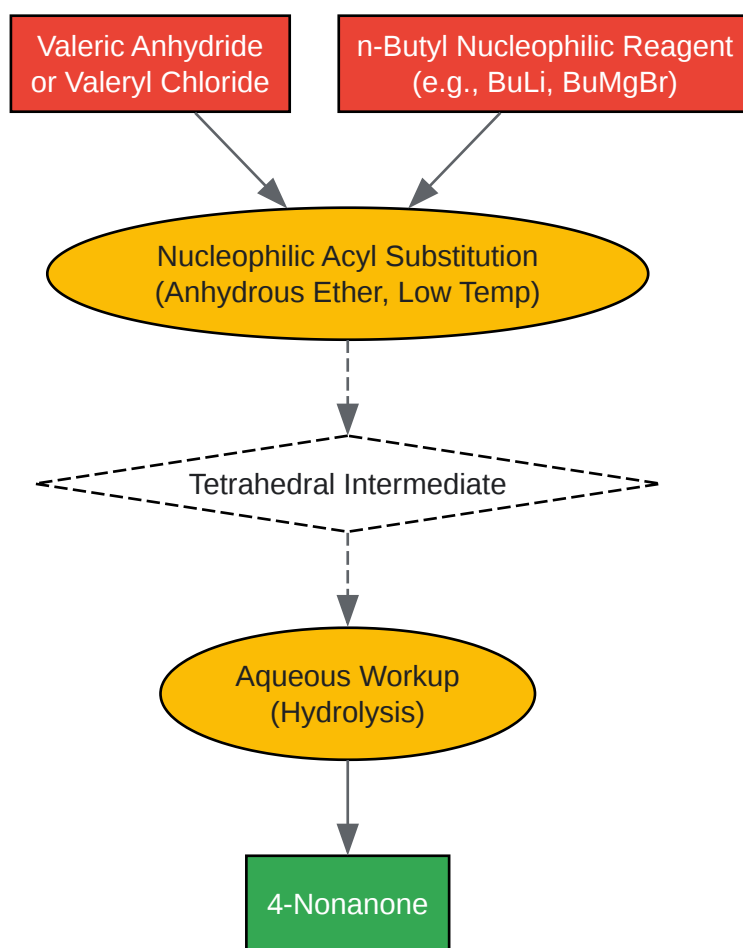 Valeric Anhydride
or Valeryl Chloride
n-Butyl Nucleophilic Reagent
(e.g., BuLi, BuMgBr)
Nucleophilic Acyl Substitution
(Anhydrous Ether, Low Temp)
Tetrahedral Intermediate
Aqueous Workup
(Hydrolysis)
4-Nonanone